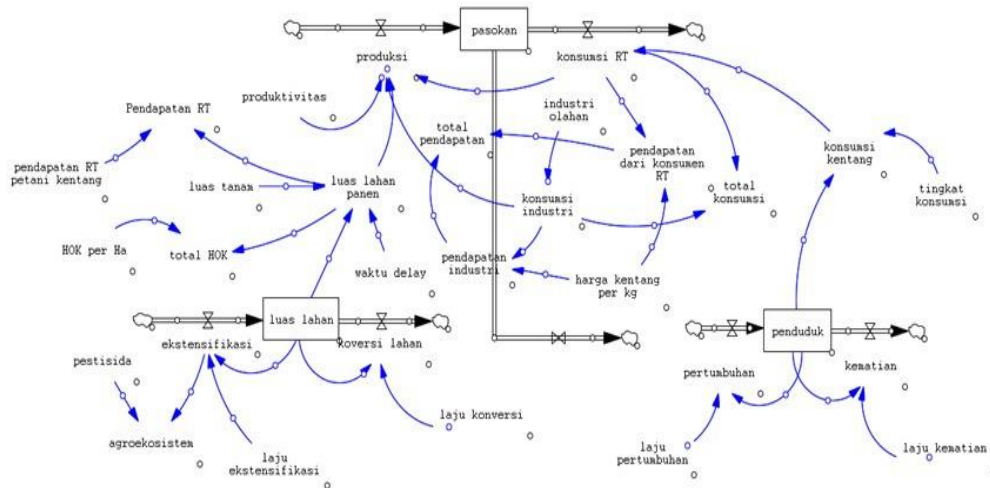 pasokan
produksi
konsumsi RT
produktivitas
industri
olahan
Pendapatan RT
total
pendapatan
pendapatan
dari konsumen
RT
konsumsi
kentang
pendapatan RT
petani kentang
luas tanam
luas lahan
panen
konsumsi
industri
total
konsumsi
tingkat
konsumsi
HOK per Ha
total HOK
waktu delay
pendapatan
industri
harga kentang
per kg
luas lahan
penduduk
ekstensifikasi
koversi lahan
pestisida
pertumbuhan
kematian
agroekosistem
laju konversi
laju
ekstensifikasi
laju
pertumbuhan
laju kematian